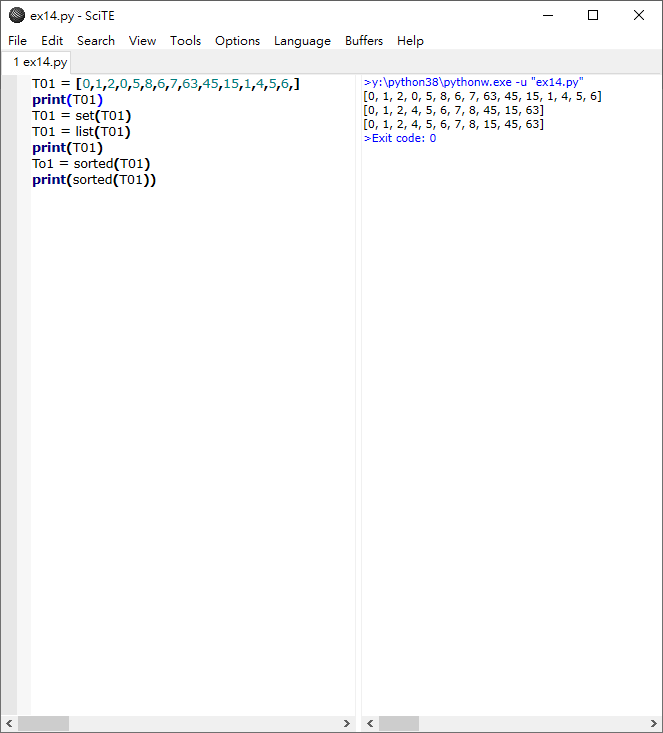 ex14.py - SciTE
File Edit Search View Tools Options Language Buffers Help
1 ex14.py
T01 = [0,1,2,0,5,8,6,7,63,45,15,1,4,5,6,]
print(T01)
T01 = set(T01)
T01 = list(T01)
print(T01)
To1 = sorted(T01)
print(sorted(T01))
>y:\python38\pythonw.exe -u "ex14.py"
[0, 1, 2, 0, 5, 8, 6, 7, 63, 45, 15, 1, 4, 5, 6]
[0, 1, 2, 4, 5, 6, 7, 8, 45, 15, 63]
[0, 1, 2, 4, 5, 6, 7, 8, 15, 45, 63]
>Exit code: 0